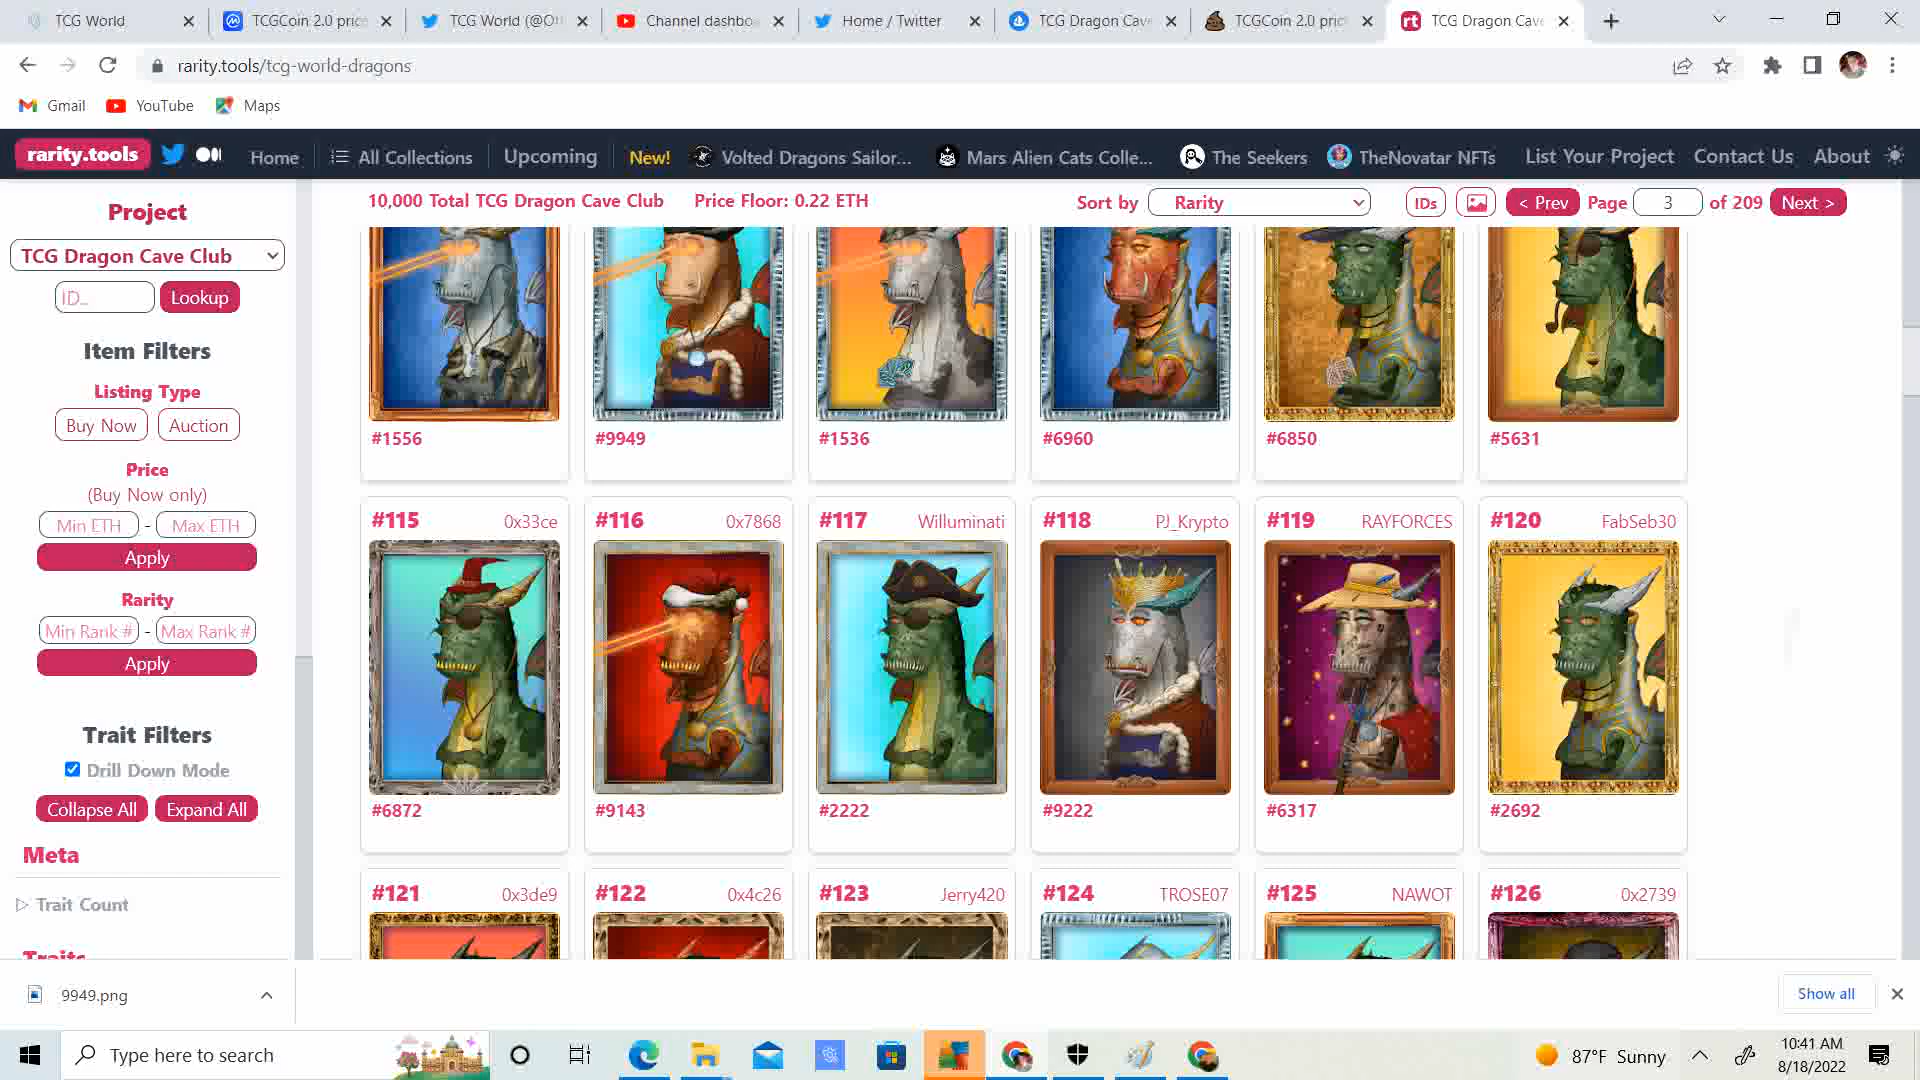 TCG World
TCGCoin 2.0 pric
TCG World (@Off
Channel dashbo
Home / Twitter
TCG Dragon Cave
TCGCoin 2.0 pric
TCG Dragon Cave
rarity.tools/tcg-world-dragons
Gmail YouTube Maps
rarity.tools Home All Collections Upcoming New! Volted Dragons Sailor... Mars Alien Cats Colle... The Seekers TheNovatar NFTs List Your Project Contact Us About
Project
TCG Dragon Cave Club
ID... Lookup
Item Filters
Listing Type
Buy Now Auction
Price
(Buy Now only)
Min ETH - Max ETH
Apply
Rarity
Min Rank # - Max Rank #
Apply
Trait Filters
Drill Down Mode
Collapse All Expand All
Meta
Trait Count
Traits
10,000 Total TCG Dragon Cave Club Price Floor: 0.22 ETH Sort by Rarity IDs < Prev Page 3 of 209 Next >
#1556 #9949 #1536 #6960 #6850 #5631
#115 0x33ce #116 0x7868 #117 Willuminati #118 PJ_Krypto #119 RAYFORCES #120 FabSeb30
#6872 #9143 #2222 #9222 #6317 #2692
#121 0x3de9 #122 0x4c26 #123 Jerry420 #124 TROSE07 #125 NAWOT #126 0x2739
9949.png
Show all
Type here to search
87°F Sunny
10:41 AM
8/18/2022